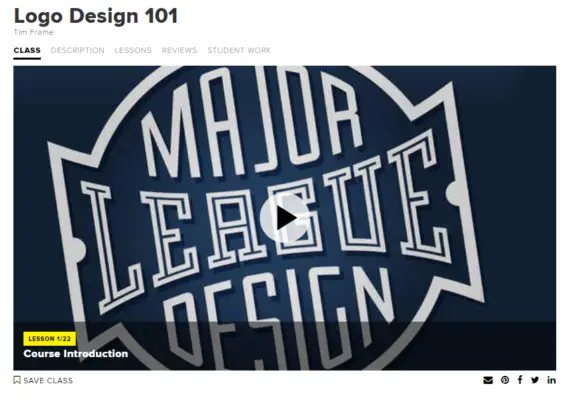 Logo Design 101
Tim Frame
CLASS DESCRIPTION LESSONS REVIEWS STUDENT WORK
MAJOR
LEAGUE
DESIGN
LESSON 1/22
Course Introduction
SAVE CLASS